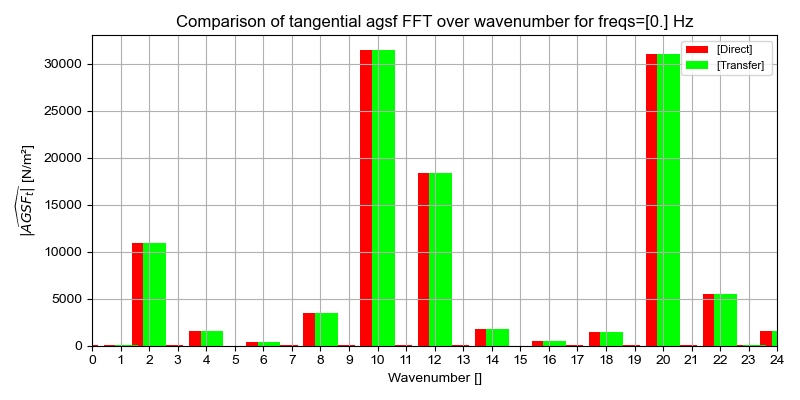 Comparison of tangential agsf FFT over wavenumber for freqs=[0.] Hz
[Direct]
[Transfer]
30000
25000
20000
15000
10000
5000
0
|AGSF_t| [N/m²]
0 1 2 3 4 5 6 7 8 9 10 11 12 13 14 15 16 17 18 19 20 21 22 23 24
Wavenumber []